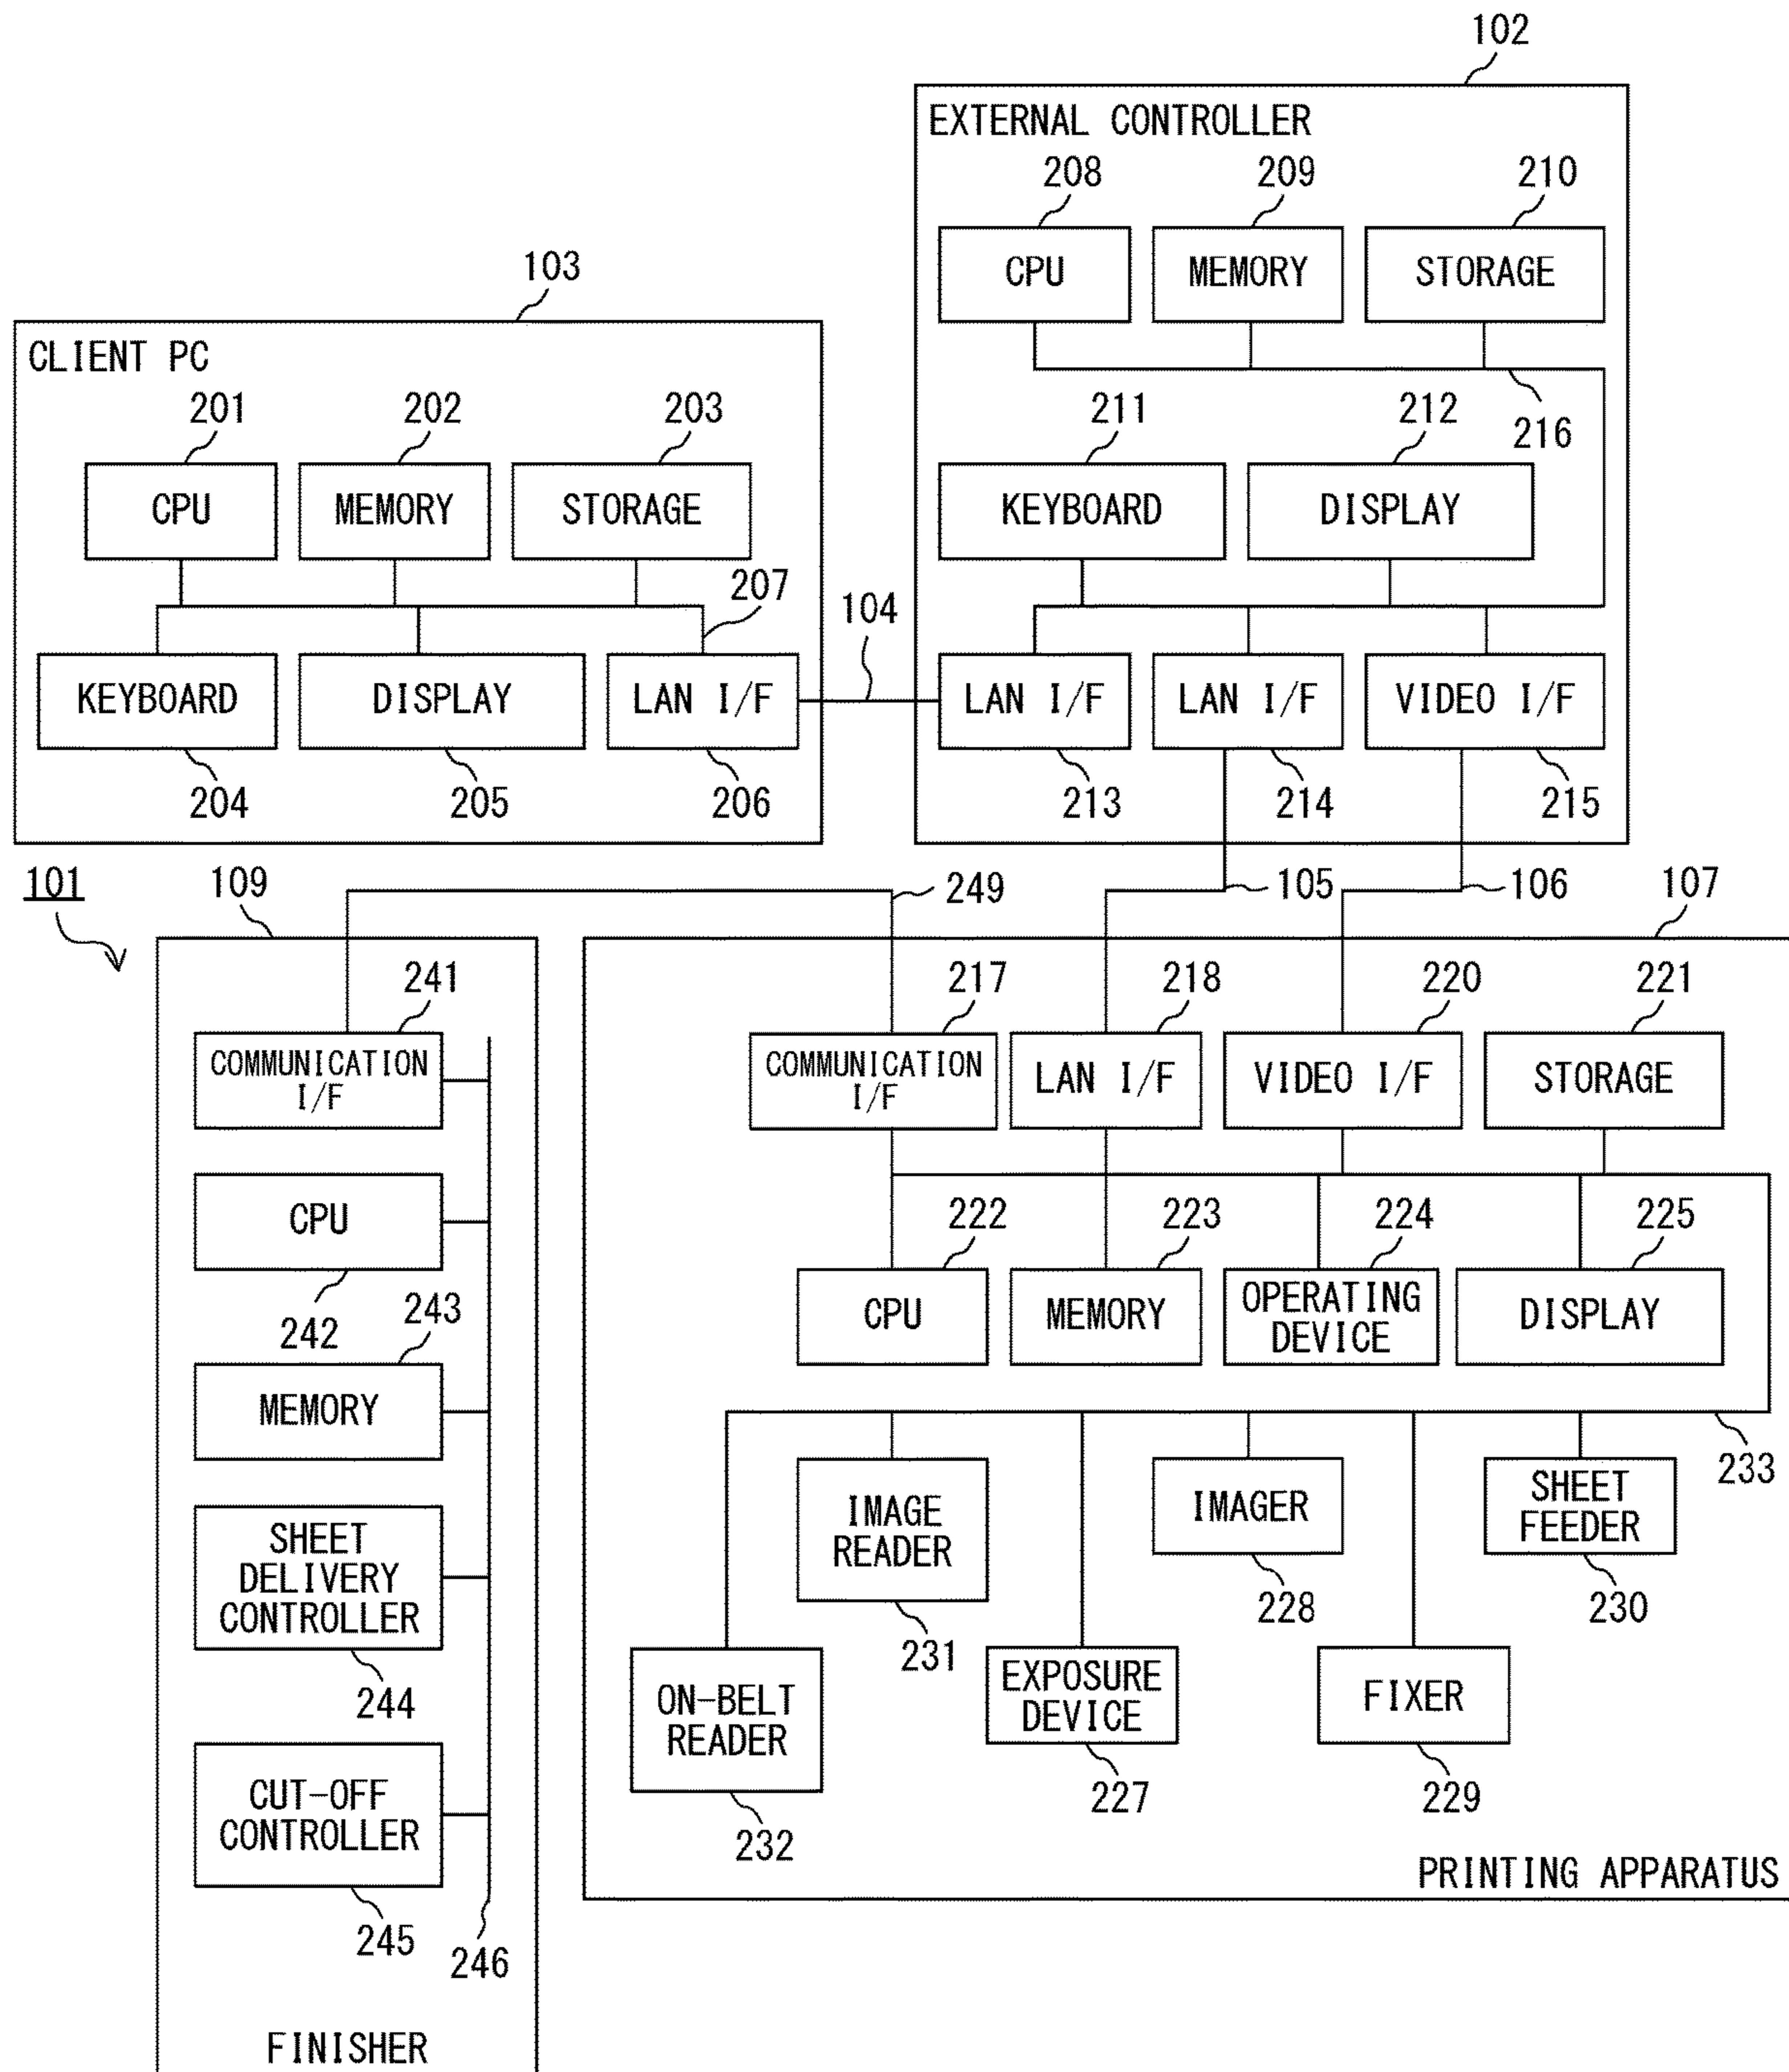 102
EXTERNAL CONTROLLER
208
209
210
CPU
MEMORY
STORAGE
216
211
212
KEYBOARD
DISPLAY
LAN I/F
LAN I/F
VIDEO I/F
213
214
215
103
CLIENT PC
201
202
203
CPU
MEMORY
STORAGE
207
KEYBOARD
DISPLAY
LAN I/F
204
205
206
104
105
106
249
101
109
241
COMMUNICATION
I/F
CPU
242
243
MEMORY
SHEET
DELIVERY
CONTROLLER
244
CUT-OFF
CONTROLLER
245
246
FINISHER
107
217
218
220
221
COMMUNICATION
I/F
LAN I/F
VIDEO I/F
STORAGE
222
223
224
225
CPU
MEMORY
OPERATING
DEVICE
DISPLAY
233
IMAGE
READER
231
IMAGER
228
SHEET
FEEDER
230
ON-BELT
READER
232
EXPOSURE
DEVICE
227
FIXER
229
PRINTING APPARATUS